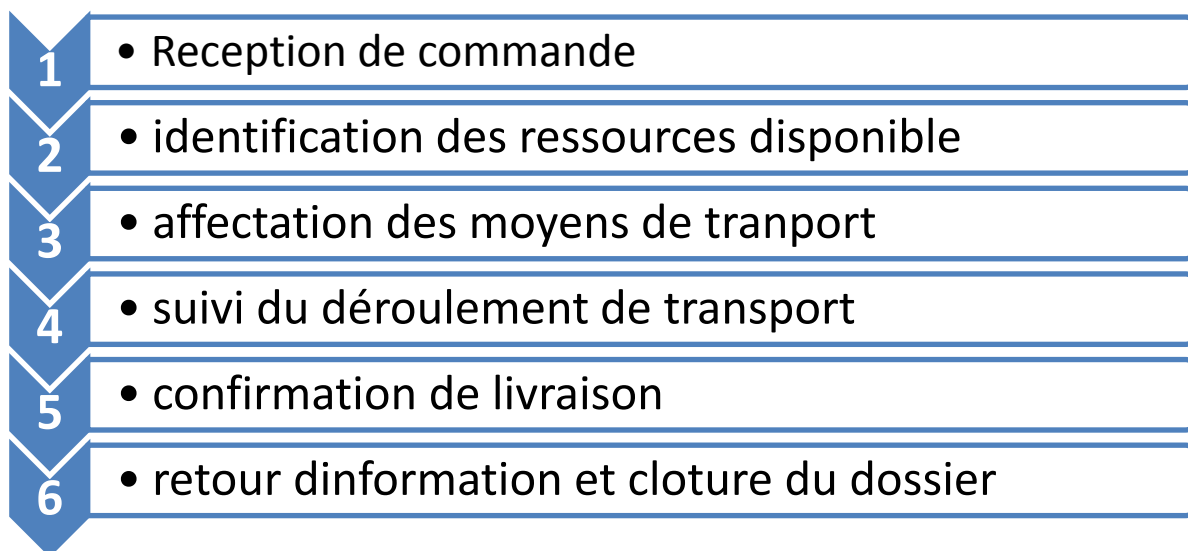 1 • Reception de commande
2 • identification des ressources disponible
3 • affectation des moyens de tranport
4 • suivi du déroulement de transport
5 • confirmation de livraison
6 • retour dinformation et cloture du dossier